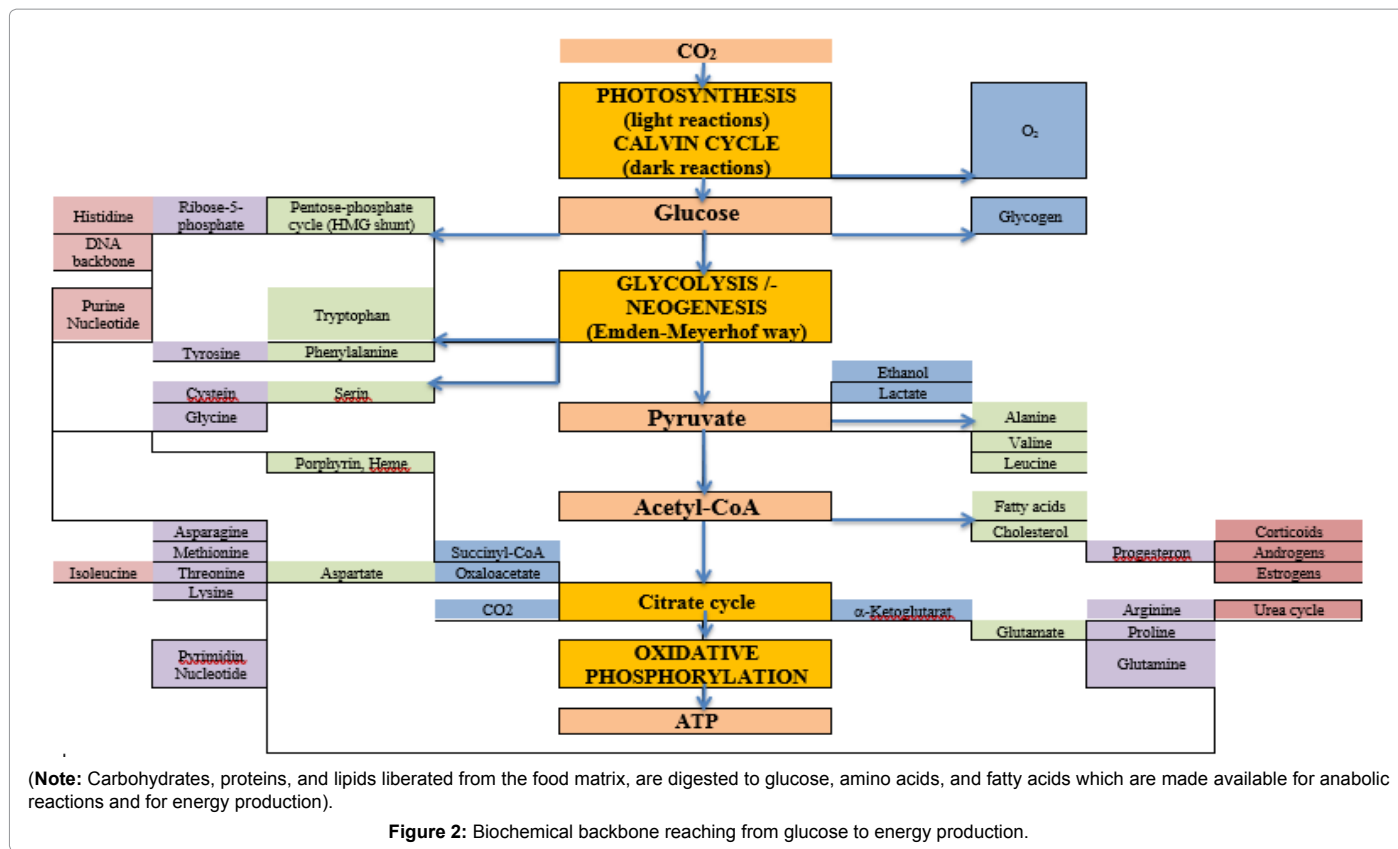 CO₂
PHOTOSYNTHESIS
(light reactions)
CALVIN CYCLE
(dark reactions)
O₂
Histidine
Ribose-5-
phosphate
Pentose-phosphate
cycle (HMG shunt)
Glucose
Glycogen
DNA
backbone
GLYCOLYSIS /-
NEOGENESIS
(Emden-Meyerhof way)
Purine
Nucleotide
Tryptophan
Tyrosine
Phenylalanine
Ethanol
Lactate
Cystein
Serin
Glycine
Pyruvate
Alanine
Valine
Leucine
Porphyrin, Heme
Acetyl-CoA
Fatty acids
Cholesterol
Progesteron
Corticoids
Androgens
Estrogens
Asparagine
Methionine
Threonine
Lysine
Isoleucine
Aspartate
Succinyl-CoA
Oxaloacetate
CO2
Citrate cycle
α-Ketoglutarat
Glutamate
Arginine
Proline
Glutamine
Urea cycle
Pyrimidin
Nucleotide
OXIDATIVE
PHOSPHORYLATION
ATP
(Note: Carbohydrates, proteins, and lipids liberated from the food matrix, are digested to glucose, amino acids, and fatty acids which are made available for anabolic
reactions and for energy production).
Figure 2: Biochemical backbone reaching from glucose to energy production.